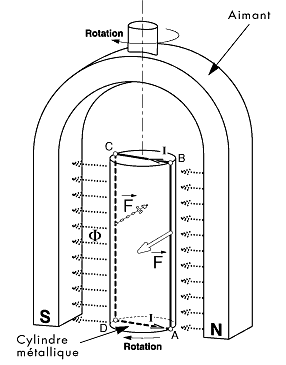 Aimant
Rotation
C
I
B
F
Φ
F
S
D
I
A
N
Cylindre
métallique
Rotation